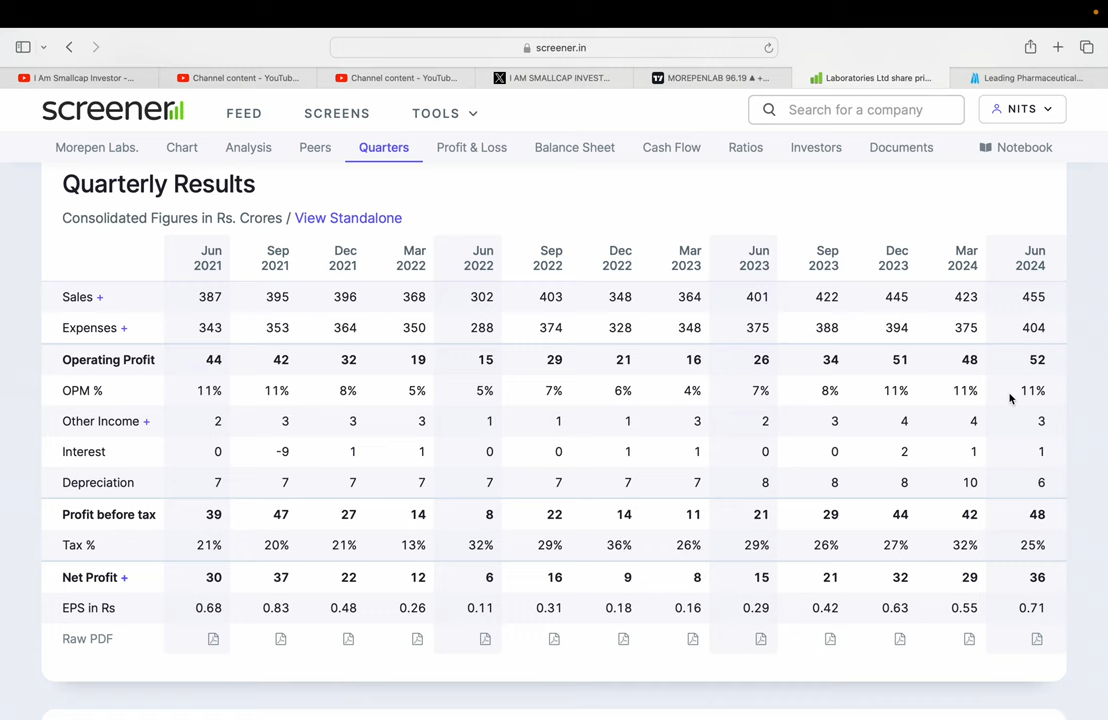 screener.in
I Am Smallcap Investor -...
Channel content - YouTub...
Channel content - YouTub...
I AM SMALLCAP INVEST...
MOREPENLAB 96.19 ▲ +...
Laboratories Ltd share pri...
Leading Pharmaceutical...
screener
FEED SCREENS TOOLS
Search for a company
NITS
Morepen Labs. Chart Analysis Peers Quarters Profit & Loss Balance Sheet Cash Flow Ratios Investors Documents Notebook
Quarterly Results
Consolidated Figures in Rs. Crores / View Standalone
Jun Sep Dec Mar Jun Sep Dec Mar Jun Sep Dec Mar Jun
2021 2021 2021 2022 2022 2022 2022 2023 2023 2023 2023 2024 2024
Sales + 387 395 396 368 302 403 348 364 401 422 445 423 455
Expenses + 343 353 364 350 288 374 328 348 375 388 394 375 404
Operating Profit 44 42 32 19 15 29 21 16 26 34 51 48 52
OPM % 11% 11% 8% 5% 5% 7% 6% 4% 7% 8% 11% 11% 11%
Other Income + 2 3 3 3 1 1 1 3 2 3 4 4 3
Interest 0 -9 1 1 0 0 1 1 0 0 2 1 1
Depreciation 7 7 7 7 7 7 7 7 8 8 8 10 6
Profit before tax 39 47 27 14 8 22 14 11 21 29 44 42 48
Tax % 21% 20% 21% 13% 32% 29% 36% 26% 29% 26% 27% 32% 25%
Net Profit + 30 37 22 12 6 16 9 8 15 21 32 29 36
EPS in Rs 0.68 0.83 0.48 0.26 0.11 0.31 0.18 0.16 0.29 0.42 0.63 0.55 0.71
Raw PDF